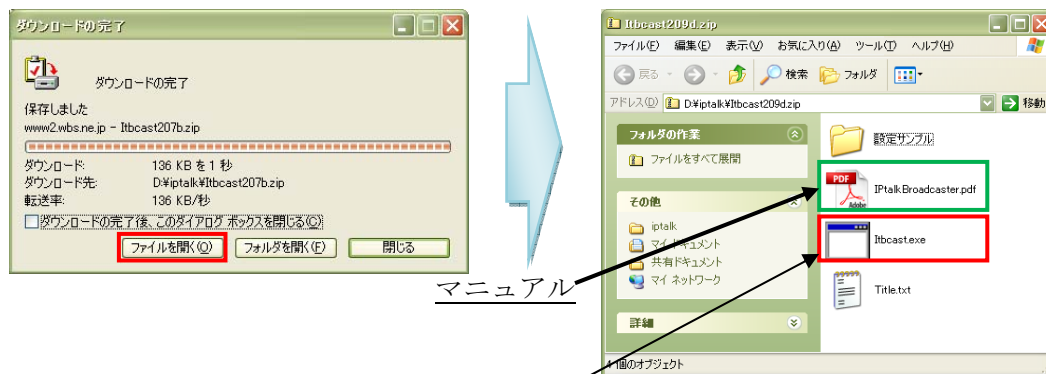 ダウンロードの完了
ダウンロードの完了
保存しました
www2.wbs.ne.jp - Itbcast207b.zip
ダウンロード: 136 KB を 1 秒
ダウンロード先: D:¥iptalk¥Itbcast207b.zip
転送率: 136 KB/秒
ダウンロードの完了後、このダイアログ ボックスを閉じる(C)
ファイルを開く(O) フォルダを開く(F) 閉じる
マニュアル
Itbcast209d.zip
ファイル(F) 編集(E) 表示(V) お気に入り(A) ツール(T) ヘルプ(H)
戻る 検索 フォルダ
アドレス(D) D:¥iptalk¥Itbcast209d.zip 移動
フォルダの作業
ファイルをすべて展開
その他
iptalk
マイ ドキュメント
共有ドキュメント
マイ ネットワーク
詳細
設定サンプル
PDF
Adobe
IPtalkBroadcaster.pdf
Itbcast.exe
Title.txt
4 個のオブジェクト